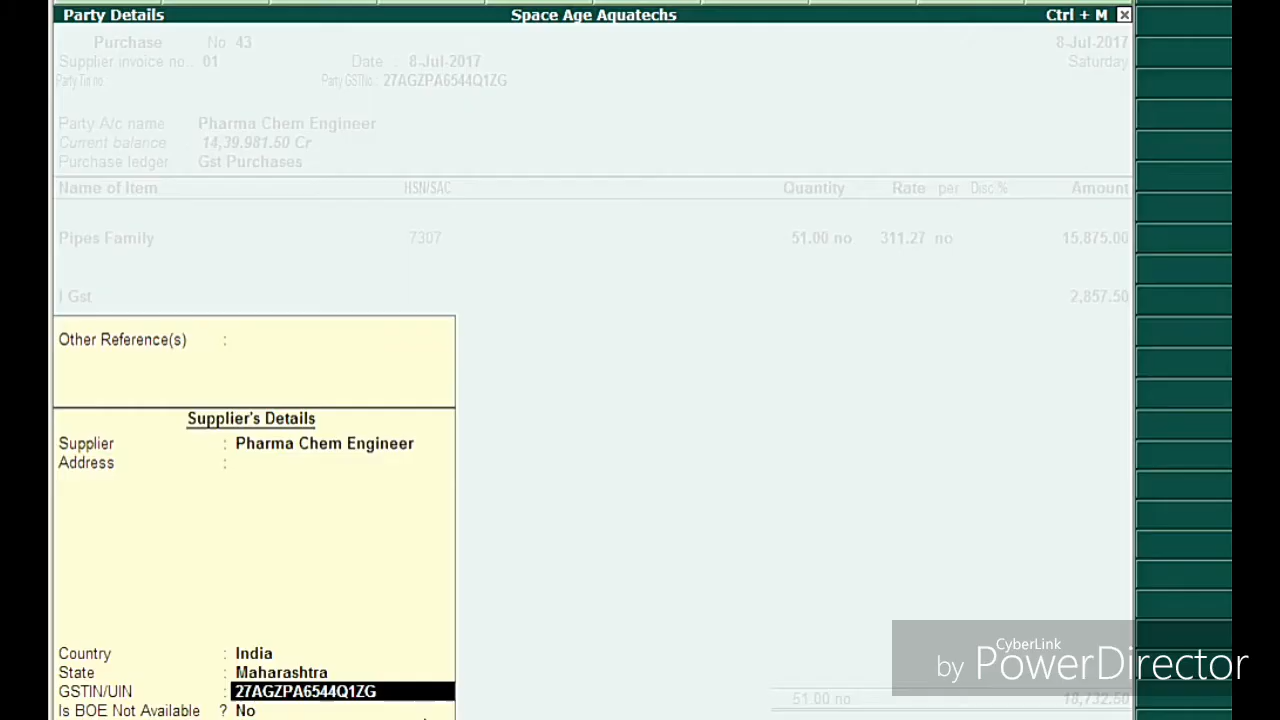 Party Details Space Age Aquatechs Ctrl + M
Purchase No 43 8-Jul-2017
Supplier invoice no.. 01 Date : 8-Jul-2017 Saturday
Party Tin no Party GSTNo : 27AGZPA6544Q1ZG
Party A/c name Pharma Chem Engineer
Current balance 14,39,981.50 Cr
Purchase ledger Gst Purchases
Name of Item HSN/SAC Quantity Rate per Disc % Amount
Pipes Family 7307 51.00 no 311.27 no 15,875.00
I Gst 2,857.50
Other Reference(s) :
Supplier's Details
Supplier : Pharma Chem Engineer
Address :
Country : India
State : Maharashtra
GSTIN/UIN : 27AGZPA6544Q1ZG
Is BOE Not Available ? No
51.00 no 18,732.50
CyberLink
by PowerDirector